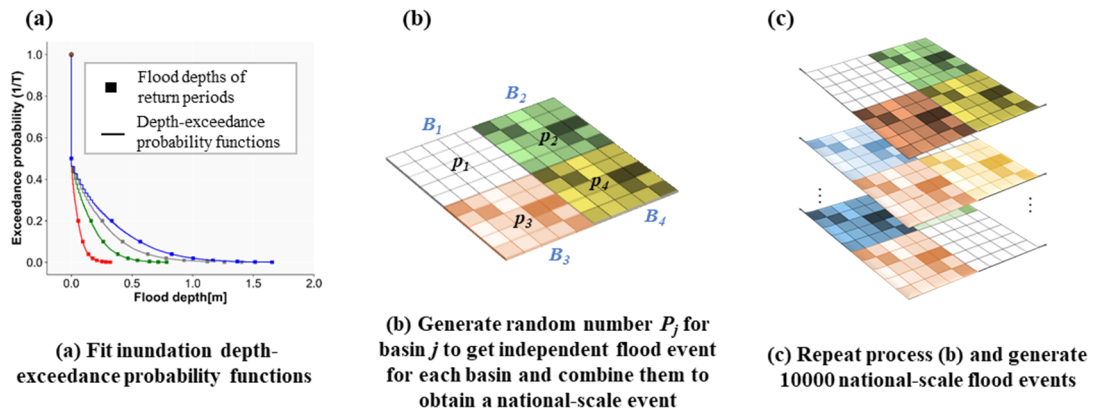 (a)
(b)
(c)
Exceedance probability (1/T)
1.0
0.8
0.6
0.4
0.2
0.0
Flood depths of
return periods
Depth-exceedance
probability functions
0.0
0.5
1.0
1.5
2.0
Flood depth[m]
B1
B2
B3
B4
p1
p2
p3
p4
⋮
⋮
(a) Fit inundation depth-
exceedance probability functions
(b) Generate random number Pj for
basin j to get independent flood event
for each basin and combine them to
obtain a national-scale event
(c) Repeat process (b) and generate
10000 national-scale flood events